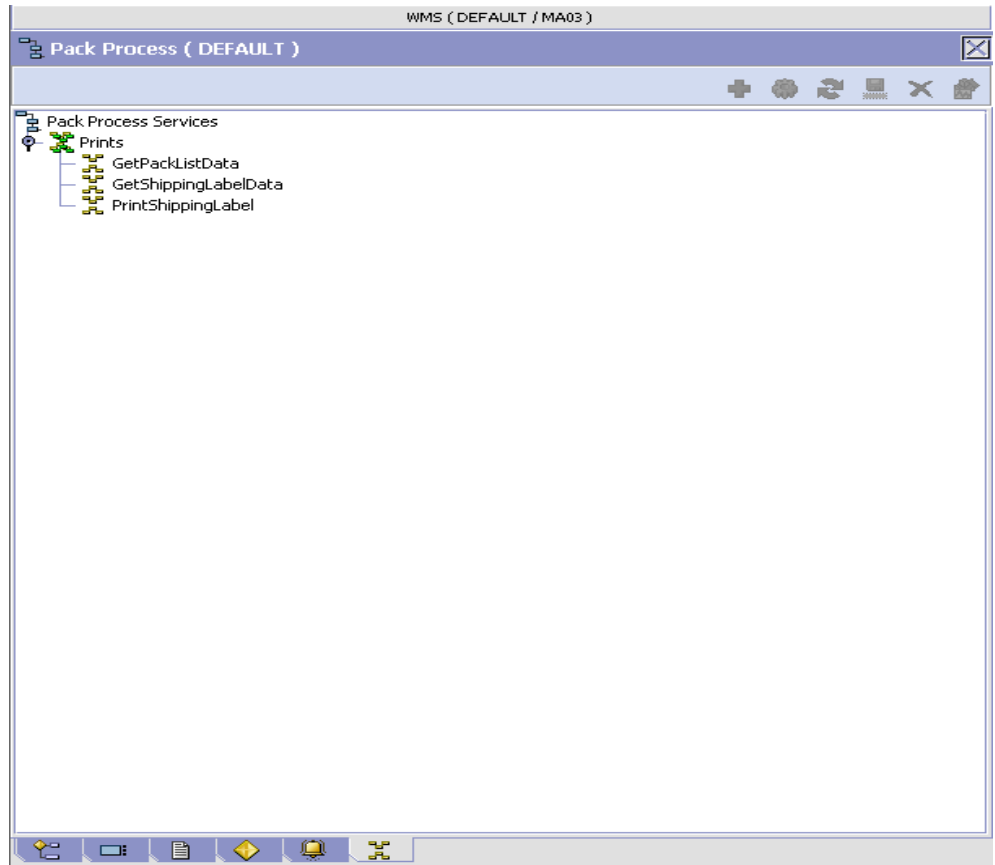 WMS ( DEFAULT / MA03 )
Pack Process ( DEFAULT )
Pack Process Services
Prints
GetPackListData
GetShippingLabelData
PrintShippingLabel